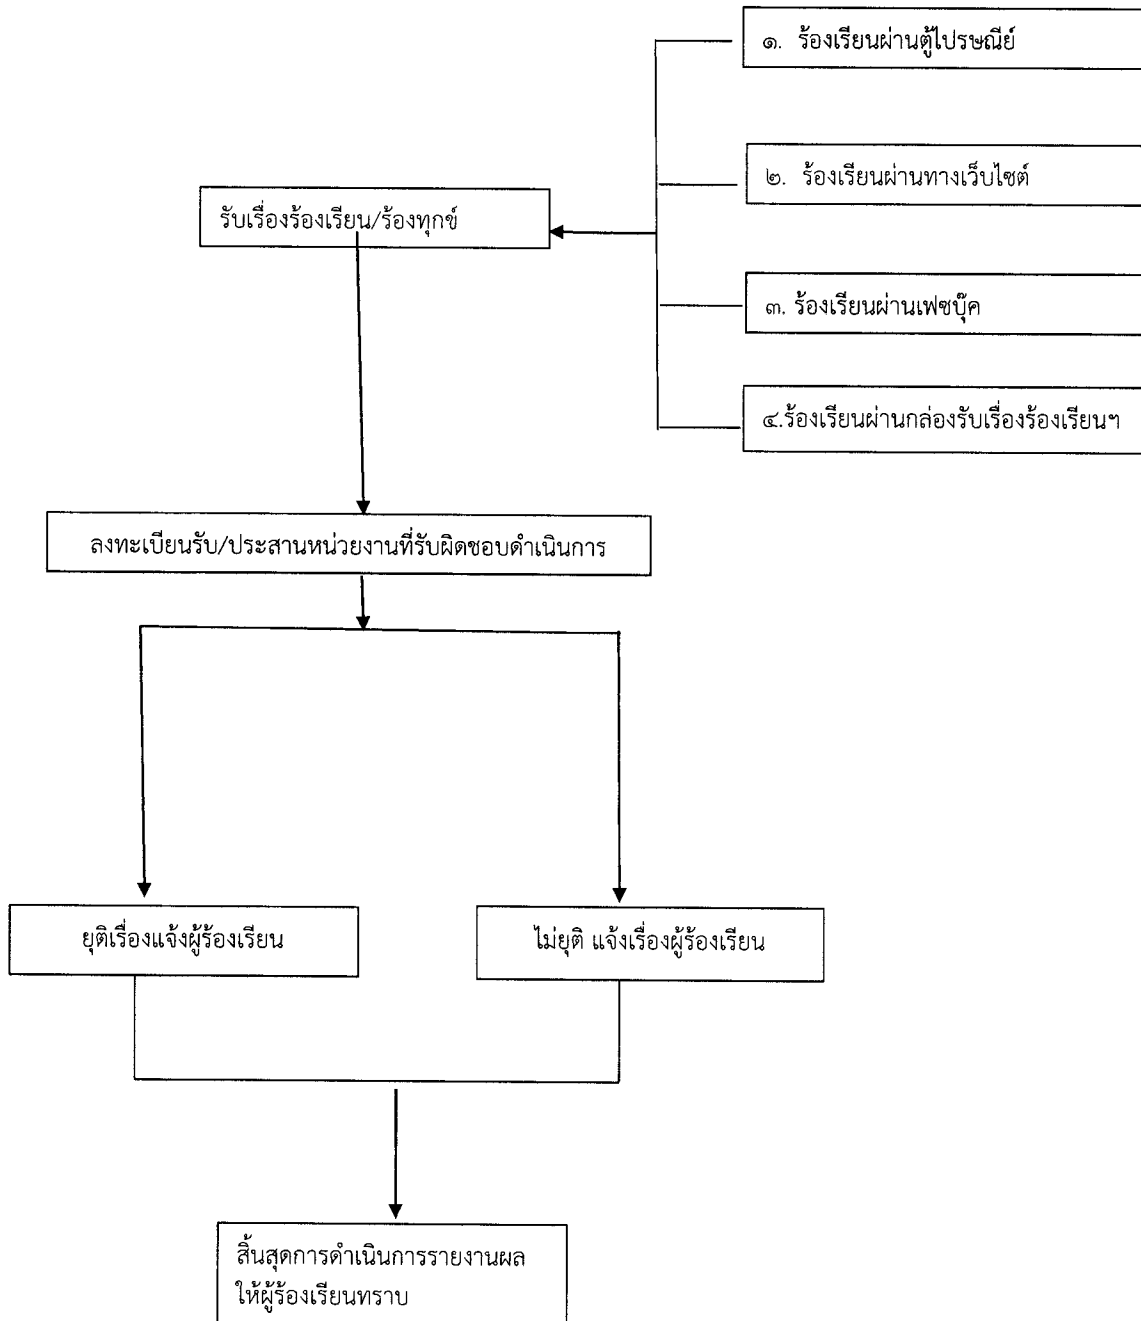 ๑. ร้องเรียนผ่านตู้ไปรษณีย์
๒. ร้องเรียนผ่านทางเว็บไซต์
รับเรื่องร้องเรียน/ร้องทุกข์
๓. ร้องเรียนผ่านเฟซบุ๊ค
๔.ร้องเรียนผ่านกล่องรับเรื่องร้องเรียนฯ
ลงทะเบียนรับ/ประสานหน่วยงานที่รับผิดชอบดำเนินการ
ยุติเรื่องแจ้งผู้ร้องเรียน
ไม่ยุติ แจ้งเรื่องผู้ร้องเรียน
สิ้นสุดการดำเนินการรายงานผล
ให้ผู้ร้องเรียนทราบ